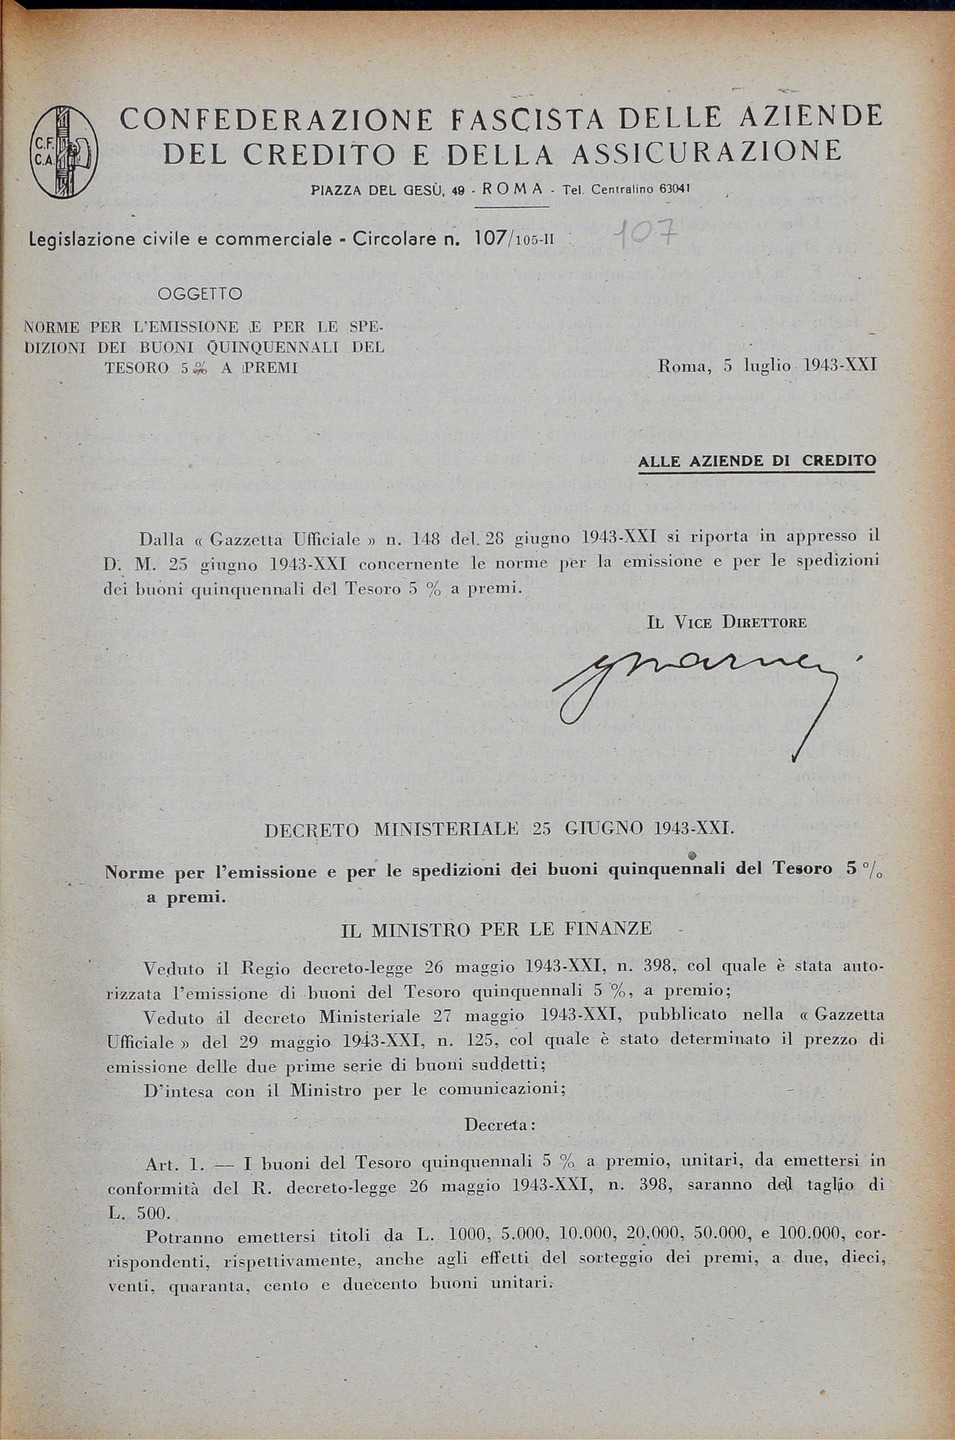 CONFEDERAZIONE FASCISTA DELLE AZIENDE
DEL CREDITO E DELLA ASSICURAZIONE
C.F.
C.A.
PIAZZA DEL GESÙ, 49 - ROMA - Tel. Centralino 63041
Legislazione civile e commerciale - Circolare n. 107/105-II
107
OGGETTO
NORME PER L'EMISSIONE E PER LE SPE-
DIZIONI DEI BUONI QUINQUENNALI DEL
TESORO 5 % A PREMI
Roma, 5 luglio 1943-XXI
ALLE AZIENDE DI CREDITO
Dalla « Gazzetta Ufficiale » n. 148 del 28 giugno 1943-XXI si riporta in appresso il
D. M. 25 giugno 1943-XXI concernente le norme per la emissione e per le spedizioni
dei buoni quinquennali del Tesoro 5 % a premi.
IL VICE DIRETTORE
DECRETO MINISTERIALE 25 GIUGNO 1943-XXI.
Norme per l'emissione e per le spedizioni dei buoni quinquennali del Tesoro 5 %
a premi.
IL MINISTRO PER LE FINANZE
Veduto il Regio decreto-legge 26 maggio 1943-XXI, n. 398, col quale è stata auto-
rizzata l'emissione di buoni del Tesoro quinquennali 5 %, a premio;
Veduto il decreto Ministeriale 27 maggio 1943-XXI, pubblicato nella « Gazzetta
Ufficiale » del 29 maggio 1943-XXI, n. 125, col quale è stato determinato il prezzo di
emissione delle due prime serie di buoni suddetti;
D'intesa con il Ministro per le comunicazioni;
Decreta:
Art. 1. — I buoni del Tesoro quinquennali 5 % a premio, unitari, da emettersi in
conformità del R. decreto-legge 26 maggio 1943-XXI, n. 398, saranno del taglio di
L. 500.
Potranno emettersi titoli da L. 1000, 5.000, 10.000, 20.000, 50.000, e 100.000, cor-
rispondenti, rispettivamente, anche agli effetti del sorteggio dei premi, a due, dieci,
venti, quaranta, cento e duecento buoni unitari.